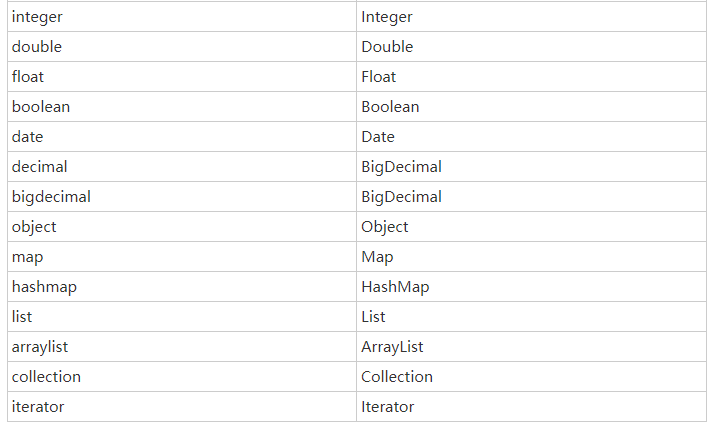 integer Integer
double Double
float Float
boolean Boolean
date Date
decimal BigDecimal
bigdecimal BigDecimal
object Object
map Map
hashmap HashMap
list List
arraylist ArrayList
collection Collection
iterator Iterator